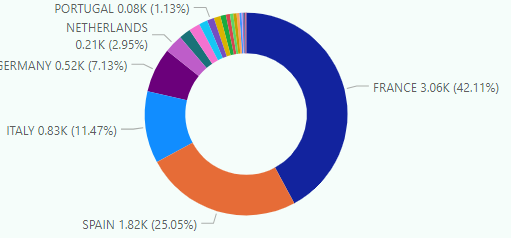 PORTUGAL 0.08K (1.13%)
NETHERLANDS
0.21K (2.95%)
GERMANY 0.52K (7.13%)
FRANCE 3.06K (42.11%)
ITALY 0.83K (11.47%)
SPAIN 1.82K (25.05%)